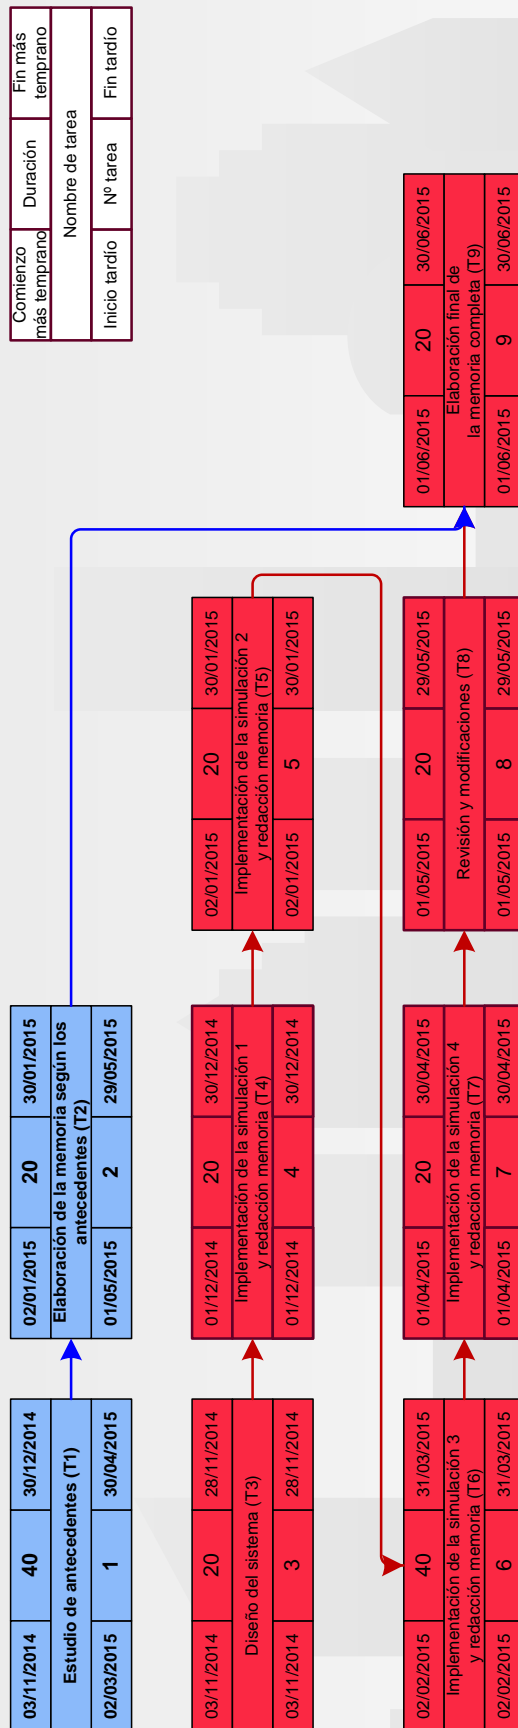 Comienzo
más temprano
Duración
Fin más
temprano
Nombre de tarea
Inicio tardío
Nº tarea
Fin tardío
03/11/2014
40
30/12/2014
Estudio de antecedentes (T1)
02/03/2015
1
30/04/2015
02/01/2015
20
30/01/2015
Elaboración de la memoria según los
antecedentes (T2)
01/05/2015
2
29/05/2015
03/11/2014
20
28/11/2014
Diseño del sistema (T3)
03/11/2014
3
28/11/2014
01/12/2014
20
30/12/2014
Implementación de la simulación 1
y redacción memoria (T4)
01/12/2014
4
30/12/2014
02/01/2015
20
30/01/2015
Implementación de la simulación 2
y redacción memoria (T5)
02/01/2015
5
30/01/2015
02/02/2015
40
31/03/2015
Implementación de la simulación 3
y redacción memoria (T6)
02/02/2015
6
31/03/2015
01/04/2015
20
30/04/2015
Implementación de la simulación 4
y redacción memoria (T7)
01/04/2015
7
30/04/2015
01/05/2015
20
29/05/2015
Revisión y modificaciones (T8)
01/05/2015
8
29/05/2015
01/06/2015
20
30/06/2015
Elaboración final de
la memoria completa (T9)
01/06/2015
9
30/06/2015